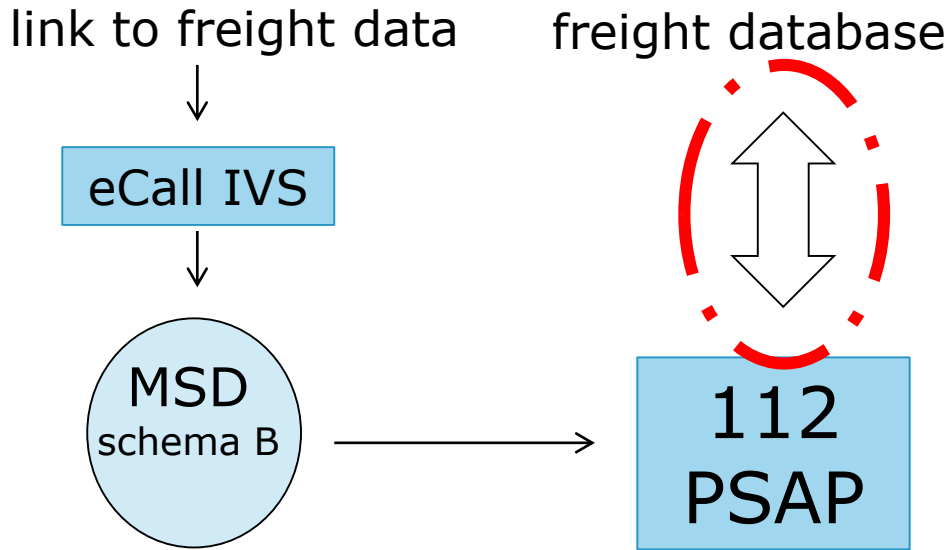 link to freight data
freight database
eCall IVS
MSD
schema B
112
PSAP